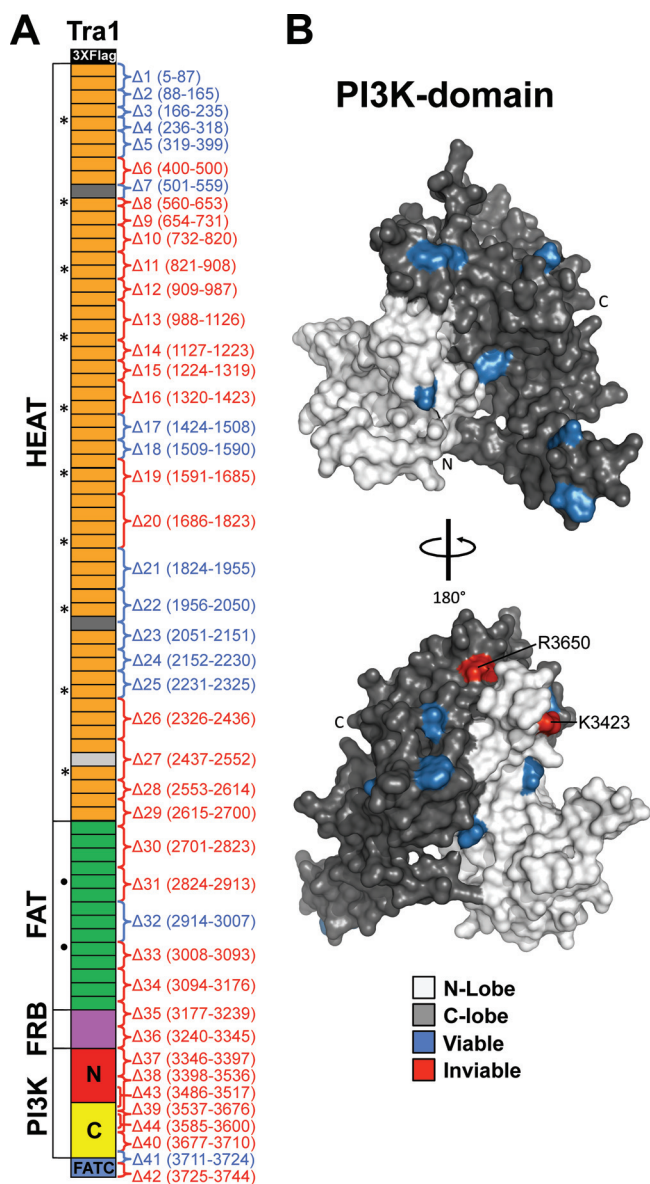 A
Tra1
3XFlag
HEAT
FAT
FRB
PI3K
*
*
*
*
*
*
*
*
*
*
•
•
N
C
FATC
Δ1 (5-87)
Δ2 (88-165)
Δ3 (166-235)
Δ4 (236-318)
Δ5 (319-399)
Δ6 (400-500)
Δ7 (501-559)
Δ8 (560-653)
Δ9 (654-731)
Δ10 (732-820)
Δ11 (821-908)
Δ12 (909-987)
Δ13 (988-1126)
Δ14 (1127-1223)
Δ15 (1224-1319)
Δ16 (1320-1423)
Δ17 (1424-1508)
Δ18 (1509-1590)
Δ19 (1591-1685)
Δ20 (1686-1823)
Δ21 (1824-1955)
Δ22 (1956-2050)
Δ23 (2051-2151)
Δ24 (2152-2230)
Δ25 (2231-2325)
Δ26 (2326-2436)
Δ27 (2437-2552)
Δ28 (2553-2614)
Δ29 (2615-2700)
Δ30 (2701-2823)
Δ31 (2824-2913)
Δ32 (2914-3007)
Δ33 (3008-3093)
Δ34 (3094-3176)
Δ35 (3177-3239)
Δ36 (3240-3345)
Δ37 (3346-3397)
Δ38 (3398-3536)
Δ43 (3486-3517)
Δ39 (3537-3676)
Δ44 (3585-3600)
Δ40 (3677-3710)
Δ41 (3711-3724)
Δ42 (3725-3744)
B
PI3K-domain
C
N
180°
R3650
C
K3423
N-Lobe
C-lobe
Viable
Inviable